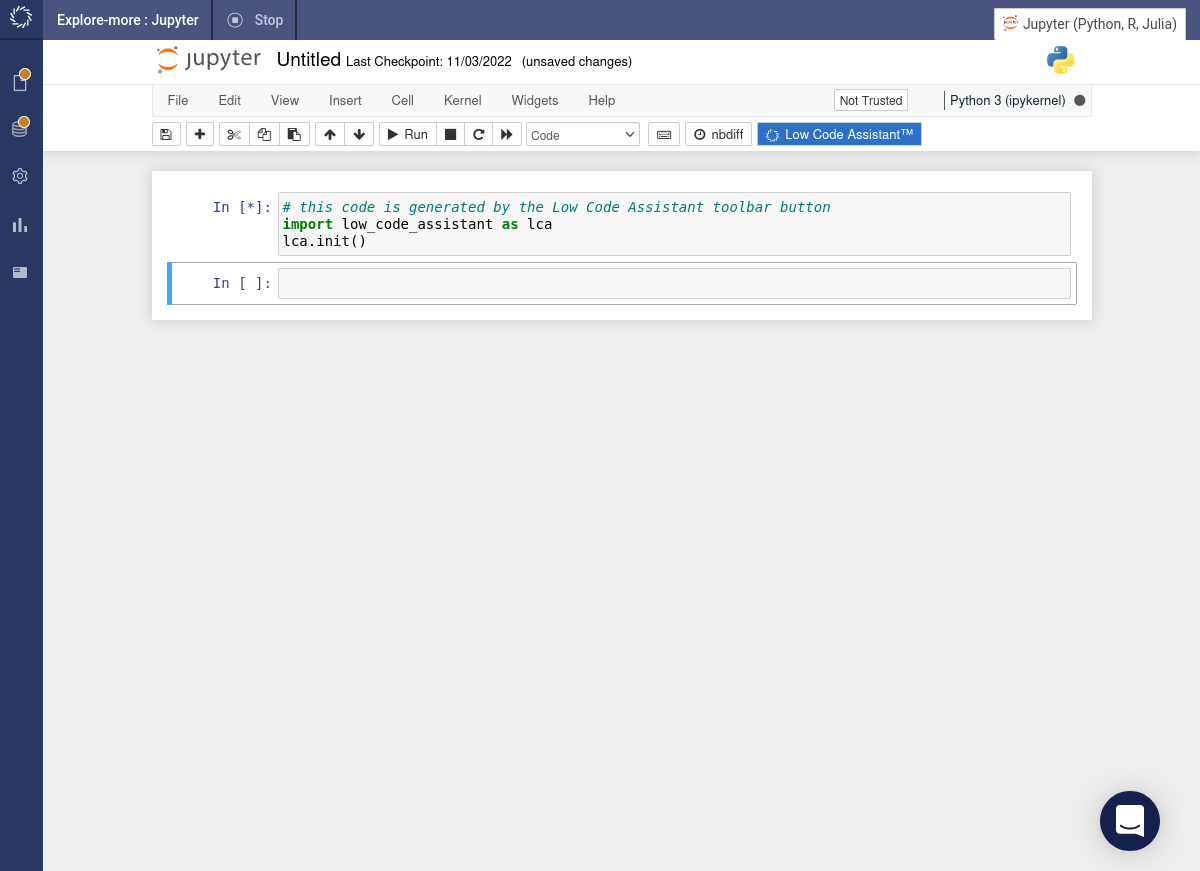 Explore-more : Jupyter
Stop
Jupyter (Python, R, Julia)
jupyter Untitled Last Checkpoint: 11/03/2022 (unsaved changes)
File Edit View Insert Cell Kernel Widgets Help Not Trusted Python 3 (ipykernel)
Run Code nbdiff Low Code Assistant™
In [*]: # this code is generated by the Low Code Assistant toolbar button
import low_code_assistant as lca
lca.init()
In [ ]: